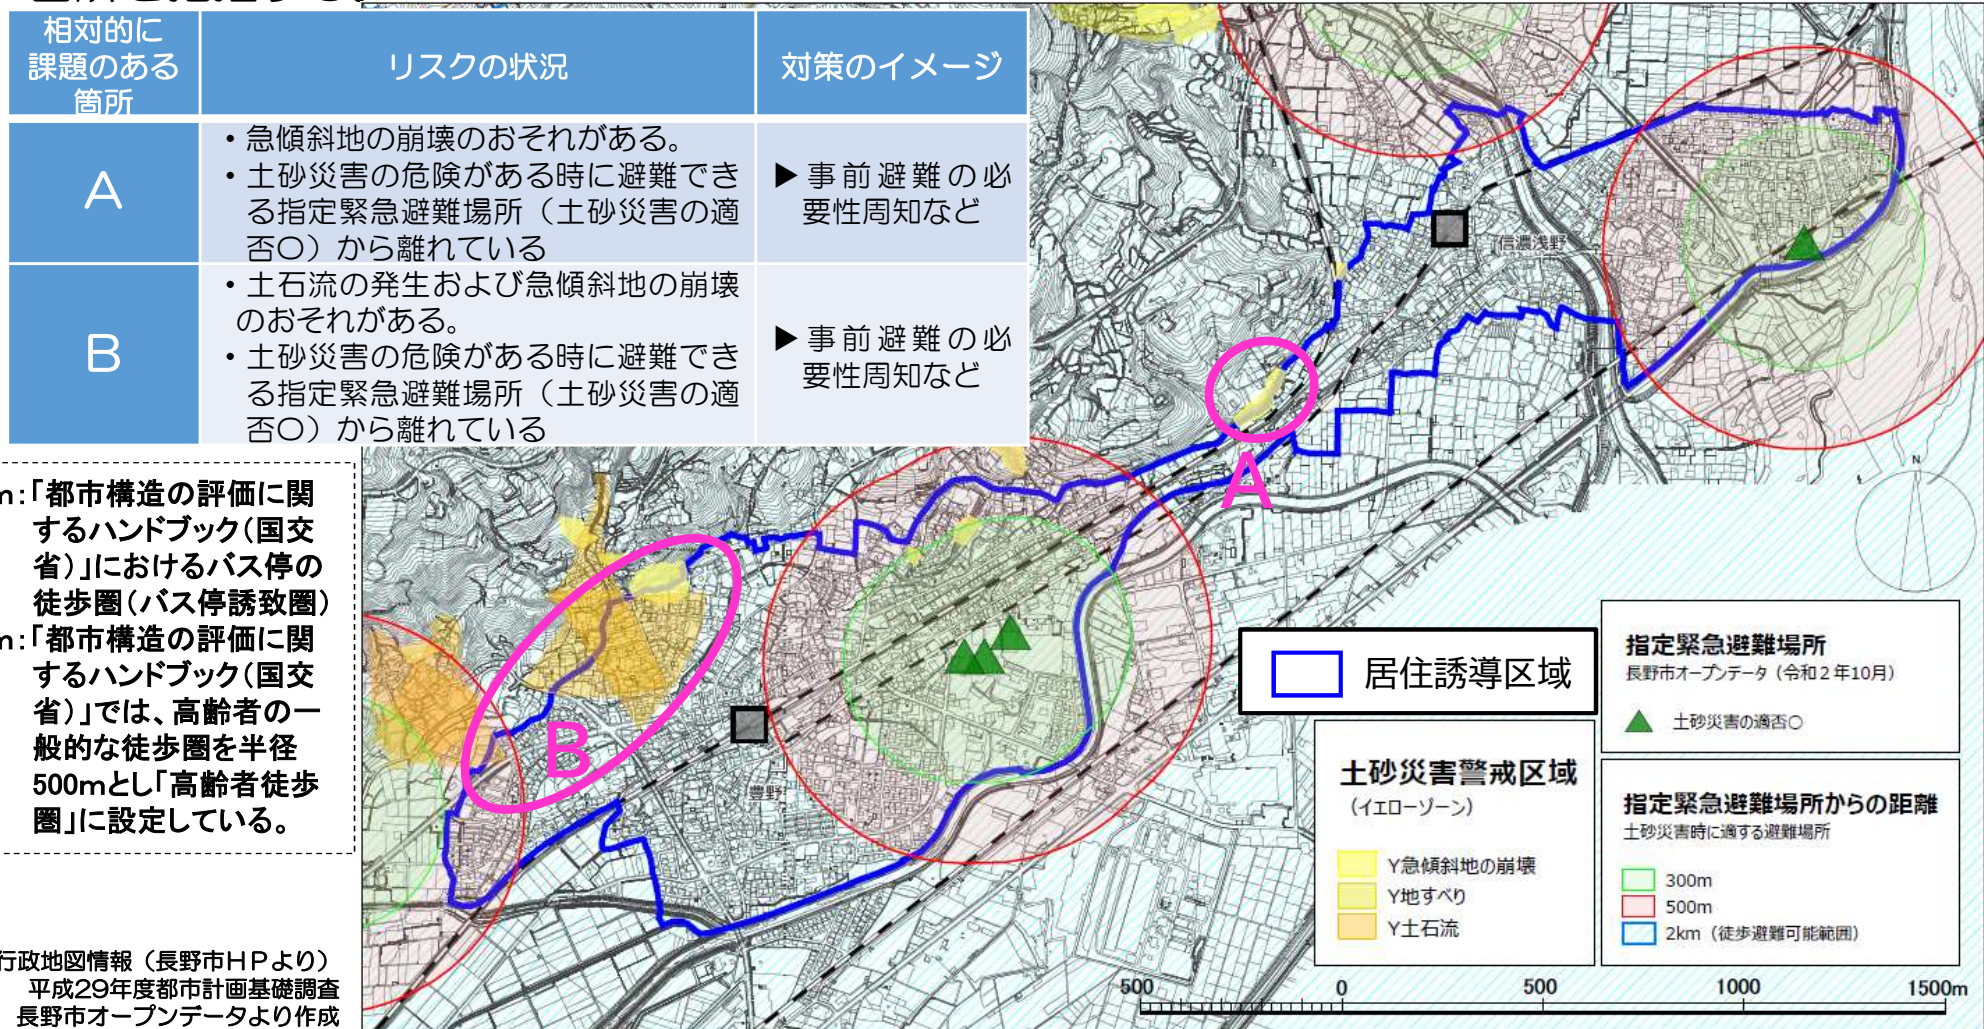 相対的に
課題のある
箇所
リスクの状況
対策のイメージ
A
・急傾斜地の崩壊のおそれがある。
・土砂災害の危険がある時に避難でき
る指定緊急避難場所（土砂災害の適
否〇）から離れている
▶事前避難の必
要性周知など
B
・土石流の発生および急傾斜地の崩壊
のおそれがある。
・土砂災害の危険がある時に避難でき
る指定緊急避難場所（土砂災害の適
否〇）から離れている
▶事前避難の必
要性周知など
m：「都市構造の評価に関
するハンドブック（国交
省）」におけるバス停の
徒歩圏（バス停誘致圏）
m：「都市構造の評価に関
するハンドブック（国交
省）」では、高齢者の一
般的な徒歩圏を半径
500mとし「高齢者徒歩
圏」に設定している。
行政地図情報（長野市HPより）
平成29年度都市計画基礎調査
長野市オープンデータより作成
信濃浅野
A
B
豊野
N
居住誘導区域
土砂災害警戒区域
（イエローゾーン）
Y急傾斜地の崩壊
Y地すべり
Y土石流
指定緊急避難場所
長野市オープンデータ（令和２年10月）
土砂災害の適否〇
指定緊急避難場所からの距離
土砂災害時に適する避難場所
300m
500m
2km（徒歩避難可能範囲）
500 0 500 1000 1500m